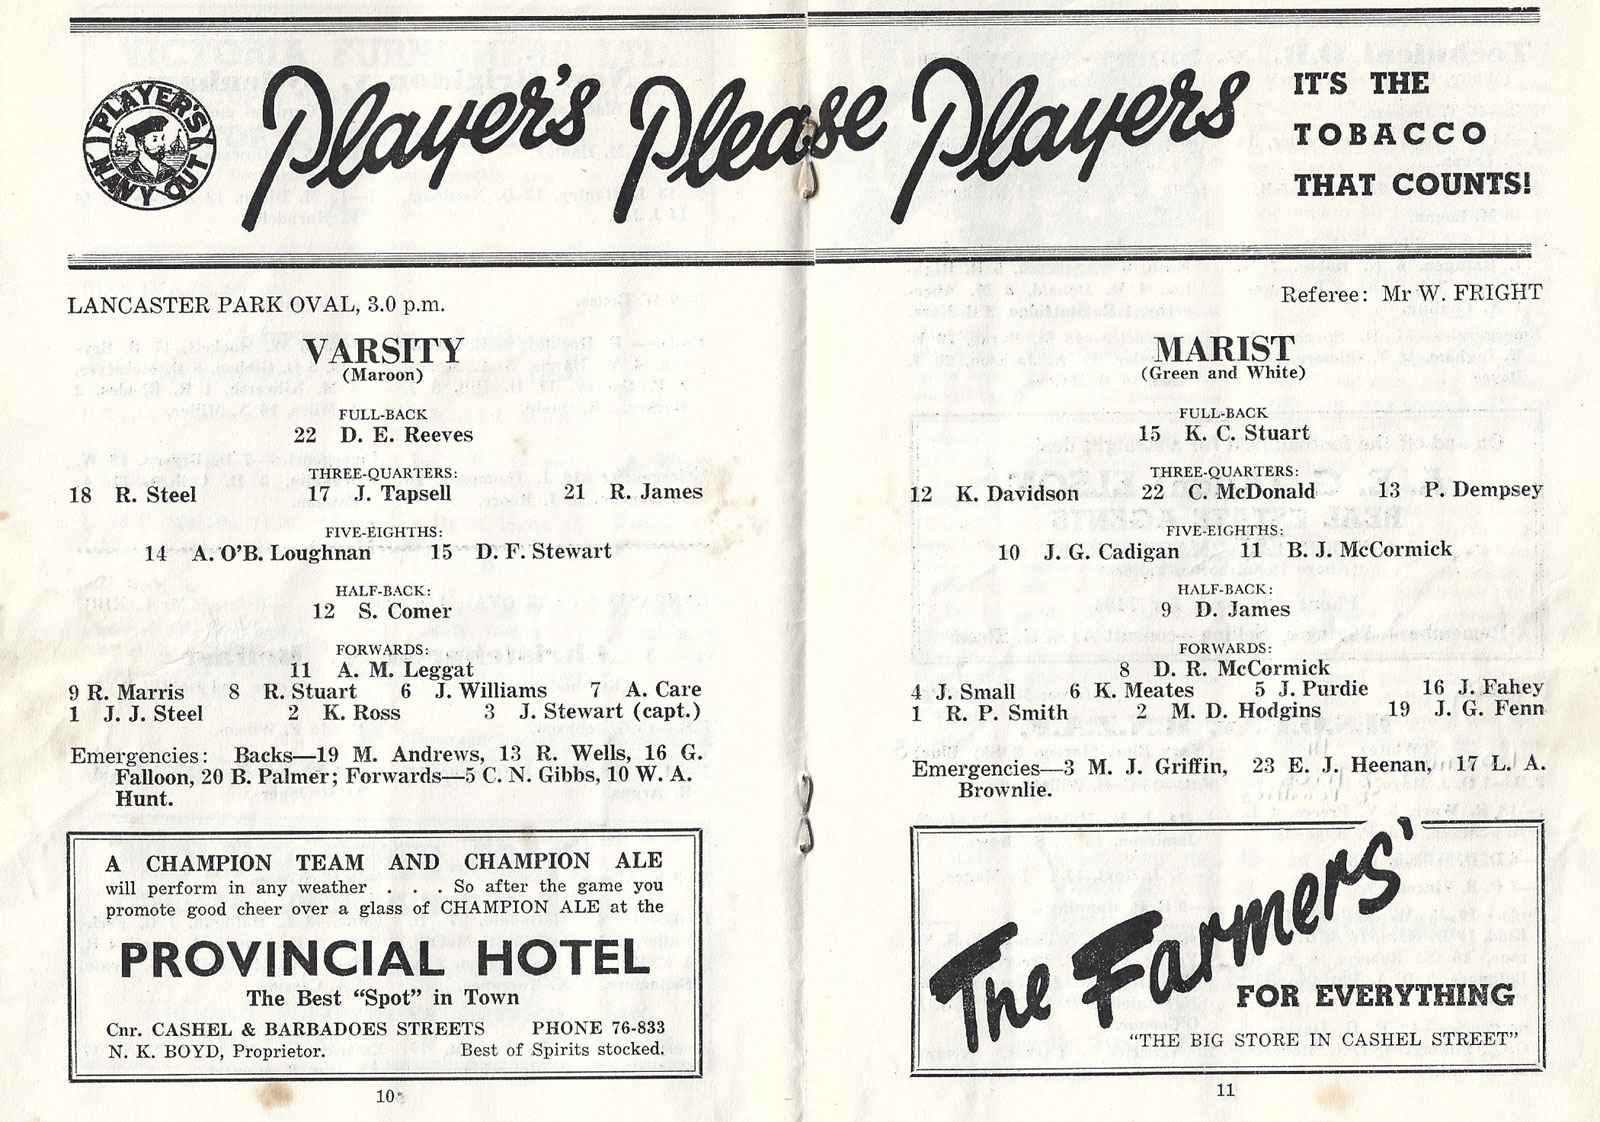 PLAYER'S
NAVY CUT
Player's Please Players
IT'S THE
TOBACCO
THAT COUNTS!
LANCASTER PARK OVAL, 3.0 p.m.
VARSITY
(Maroon)
FULL-BACK
22 D. E. Reeves
THREE-QUARTERS:
18 R. Steel 17 J. Tapsell 21 R. James
FIVE-EIGHTHS:
14 A. O'B. Loughnan 15 D. F. Stewart
HALF-BACK:
12 S. Comer
FORWARDS:
11 A. M. Leggat
9 R. Marris 8 R. Stuart 6 J. Williams 7 A. Care
1 J. J. Steel 2 K. Ross 3 J. Stewart (capt.)
Emergencies: Backs—19 M. Andrews, 13 R. Wells, 16 G.
Falloon, 20 B. Palmer; Forwards—5 C. N. Gibbs, 10 W. A.
Hunt.
A CHAMPION TEAM AND CHAMPION ALE
will perform in any weather . . . So after the game you
promote good cheer over a glass of CHAMPION ALE at the
PROVINCIAL HOTEL
The Best "Spot" in Town
Cnr. CASHEL & BARBADOES STREETS PHONE 76-833
N. K. BOYD, Proprietor. Best of Spirits stocked.
10
Referee: Mr W. FRIGHT
MARIST
(Green and White)
FULL-BACK
15 K. C. Stuart
THREE-QUARTERS:
12 K. Davidson 22 C. McDonald 13 P. Dempsey
FIVE-EIGHTHS:
10 J. G. Cadigan 11 B. J. McCormick
HALF-BACK:
9 D. James
FORWARDS:
8 D. R. McCormick
4 J. Small 6 K. Meates 5 J. Purdie 16 J. Fahey
1 R. P. Smith 2 M. D. Hodgins 19 J. G. Fenn
Emergencies—3 M. J. Griffin, 23 E. J. Heenan, 17 L. A.
Brownlie.
The Farmers'
FOR EVERYTHING
"THE BIG STORE IN CASHEL STREET"
11